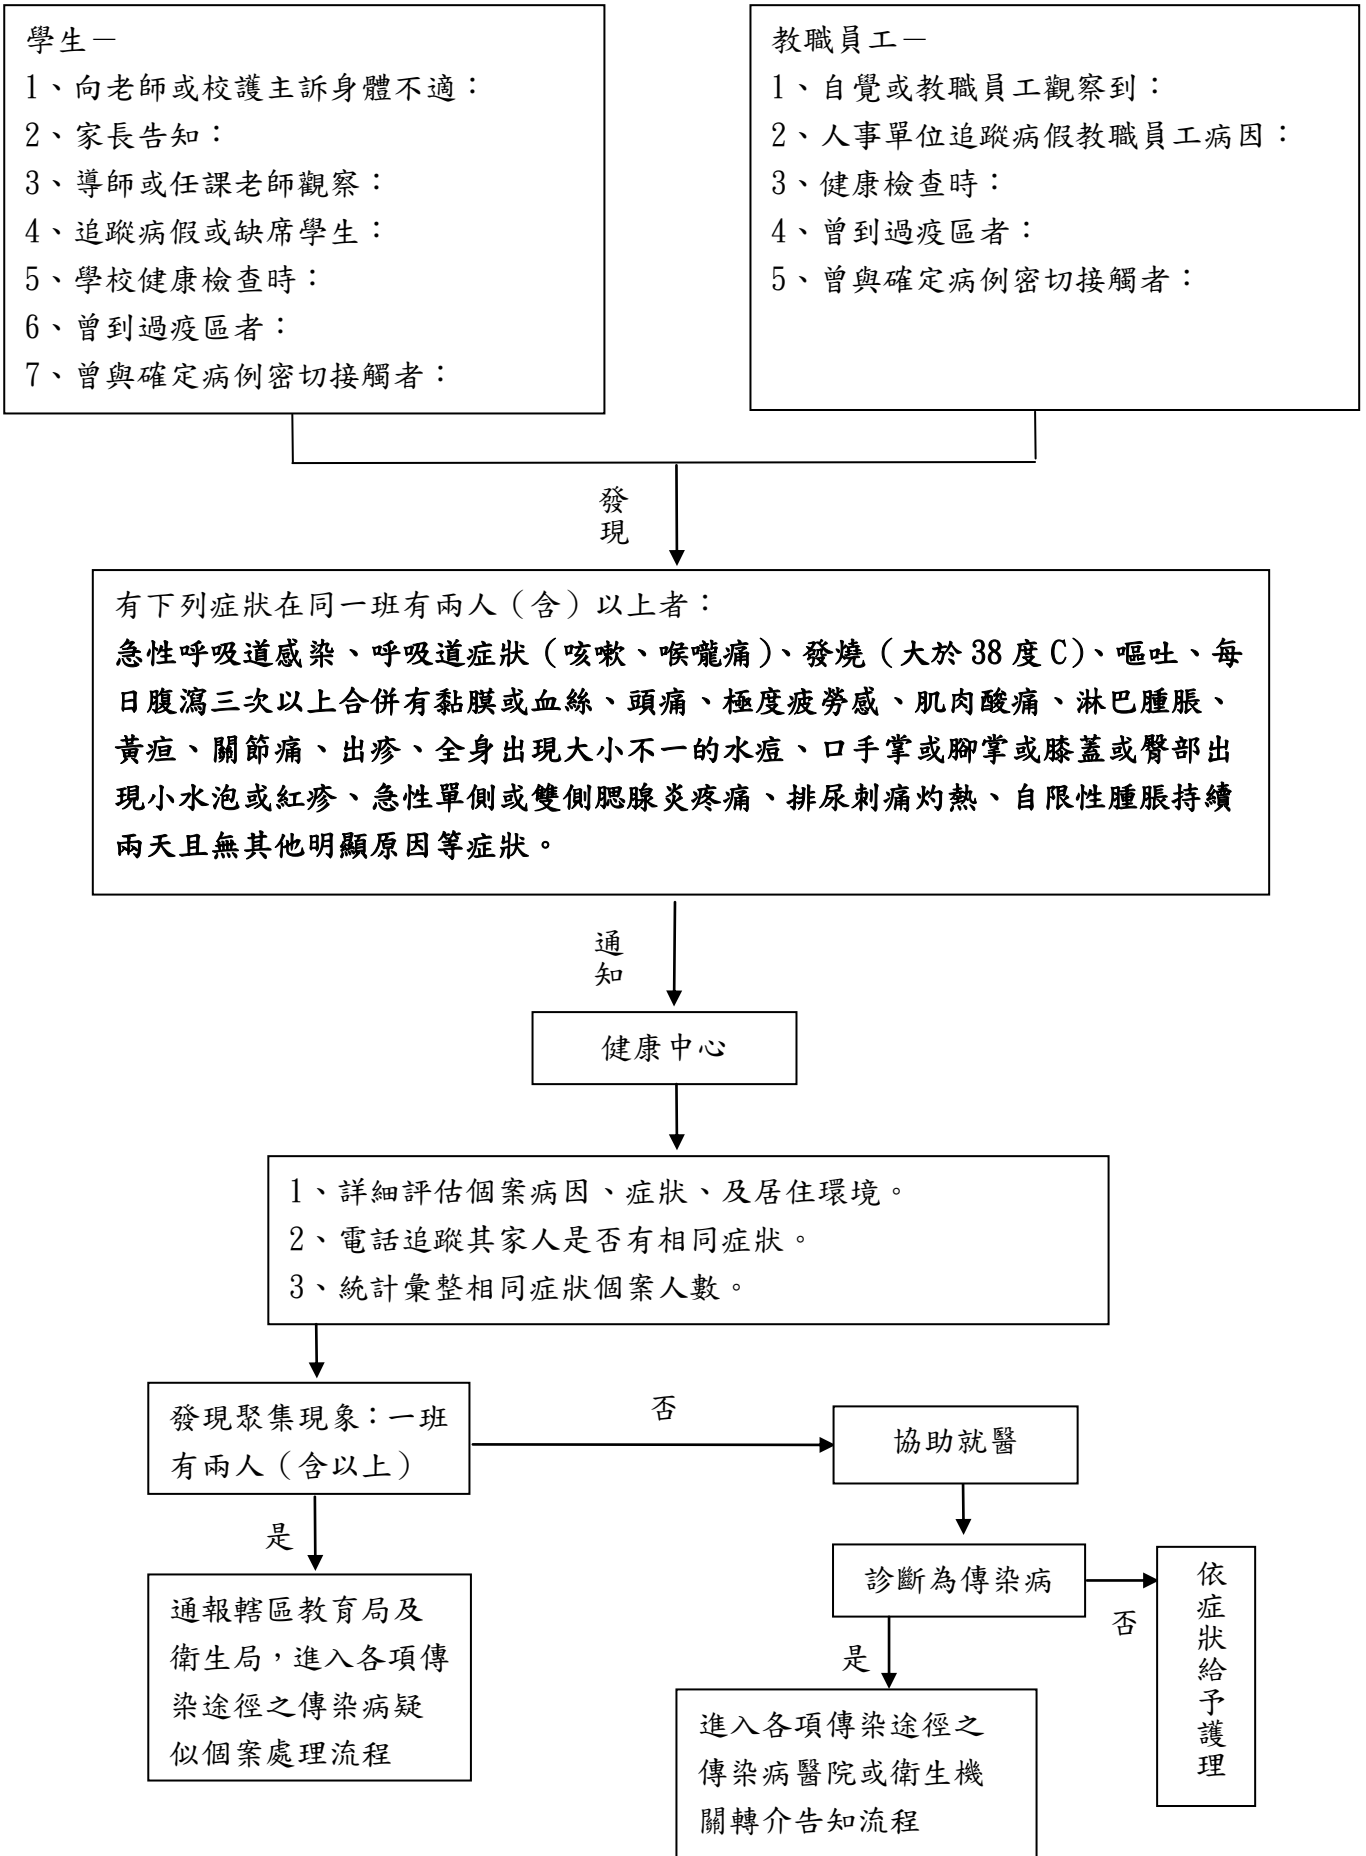 學生－
1、向老師或校護主訴身體不適：
2、家長告知：
3、導師或任課老師觀察：
4、追蹤病假或缺席學生：
5、學校健康檢查時：
6、曾到過疫區者：
7、曾與確定病例密切接觸者：
教職員工－
1、自覺或教職員工觀察到：
2、人事單位追蹤病假教職員工病因：
3、健康檢查時：
4、曾到過疫區者：
5、曾與確定病例密切接觸者：
發現
有下列症狀在同一班有兩人（含）以上者：
急性呼吸道感染、呼吸道症狀（咳嗽、喉嚨痛）、發燒（大於 38 度 C）、嘔吐、每
日腹瀉三次以上合併有黏膜或血絲、頭痛、極度疲勞感、肌肉酸痛、淋巴腫脹、
黃疸、關節痛、出疹、全身出現大小不一的水痘、口手掌或腳掌或膝蓋或臀部出
現小水泡或紅疹、急性單側或雙側腮腺炎疼痛、排尿刺痛灼熱、自限性腫脹持續
兩天且無其他明顯原因等症狀。
通知
健康中心
1、詳細評估個案病因、症狀、及居住環境。
2、電話追蹤其家人是否有相同症狀。
3、統計彙整相同症狀個案人數。
發現聚集現象：一班
有兩人（含以上）
否
協助就醫
是
通報轄區教育局及
衛生局，進入各項傳
染途徑之傳染病疑
似個案處理流程
診斷為傳染病
否
依症狀給予護理
是
進入各項傳染途徑之
傳染病醫院或衛生機
關轉介告知流程